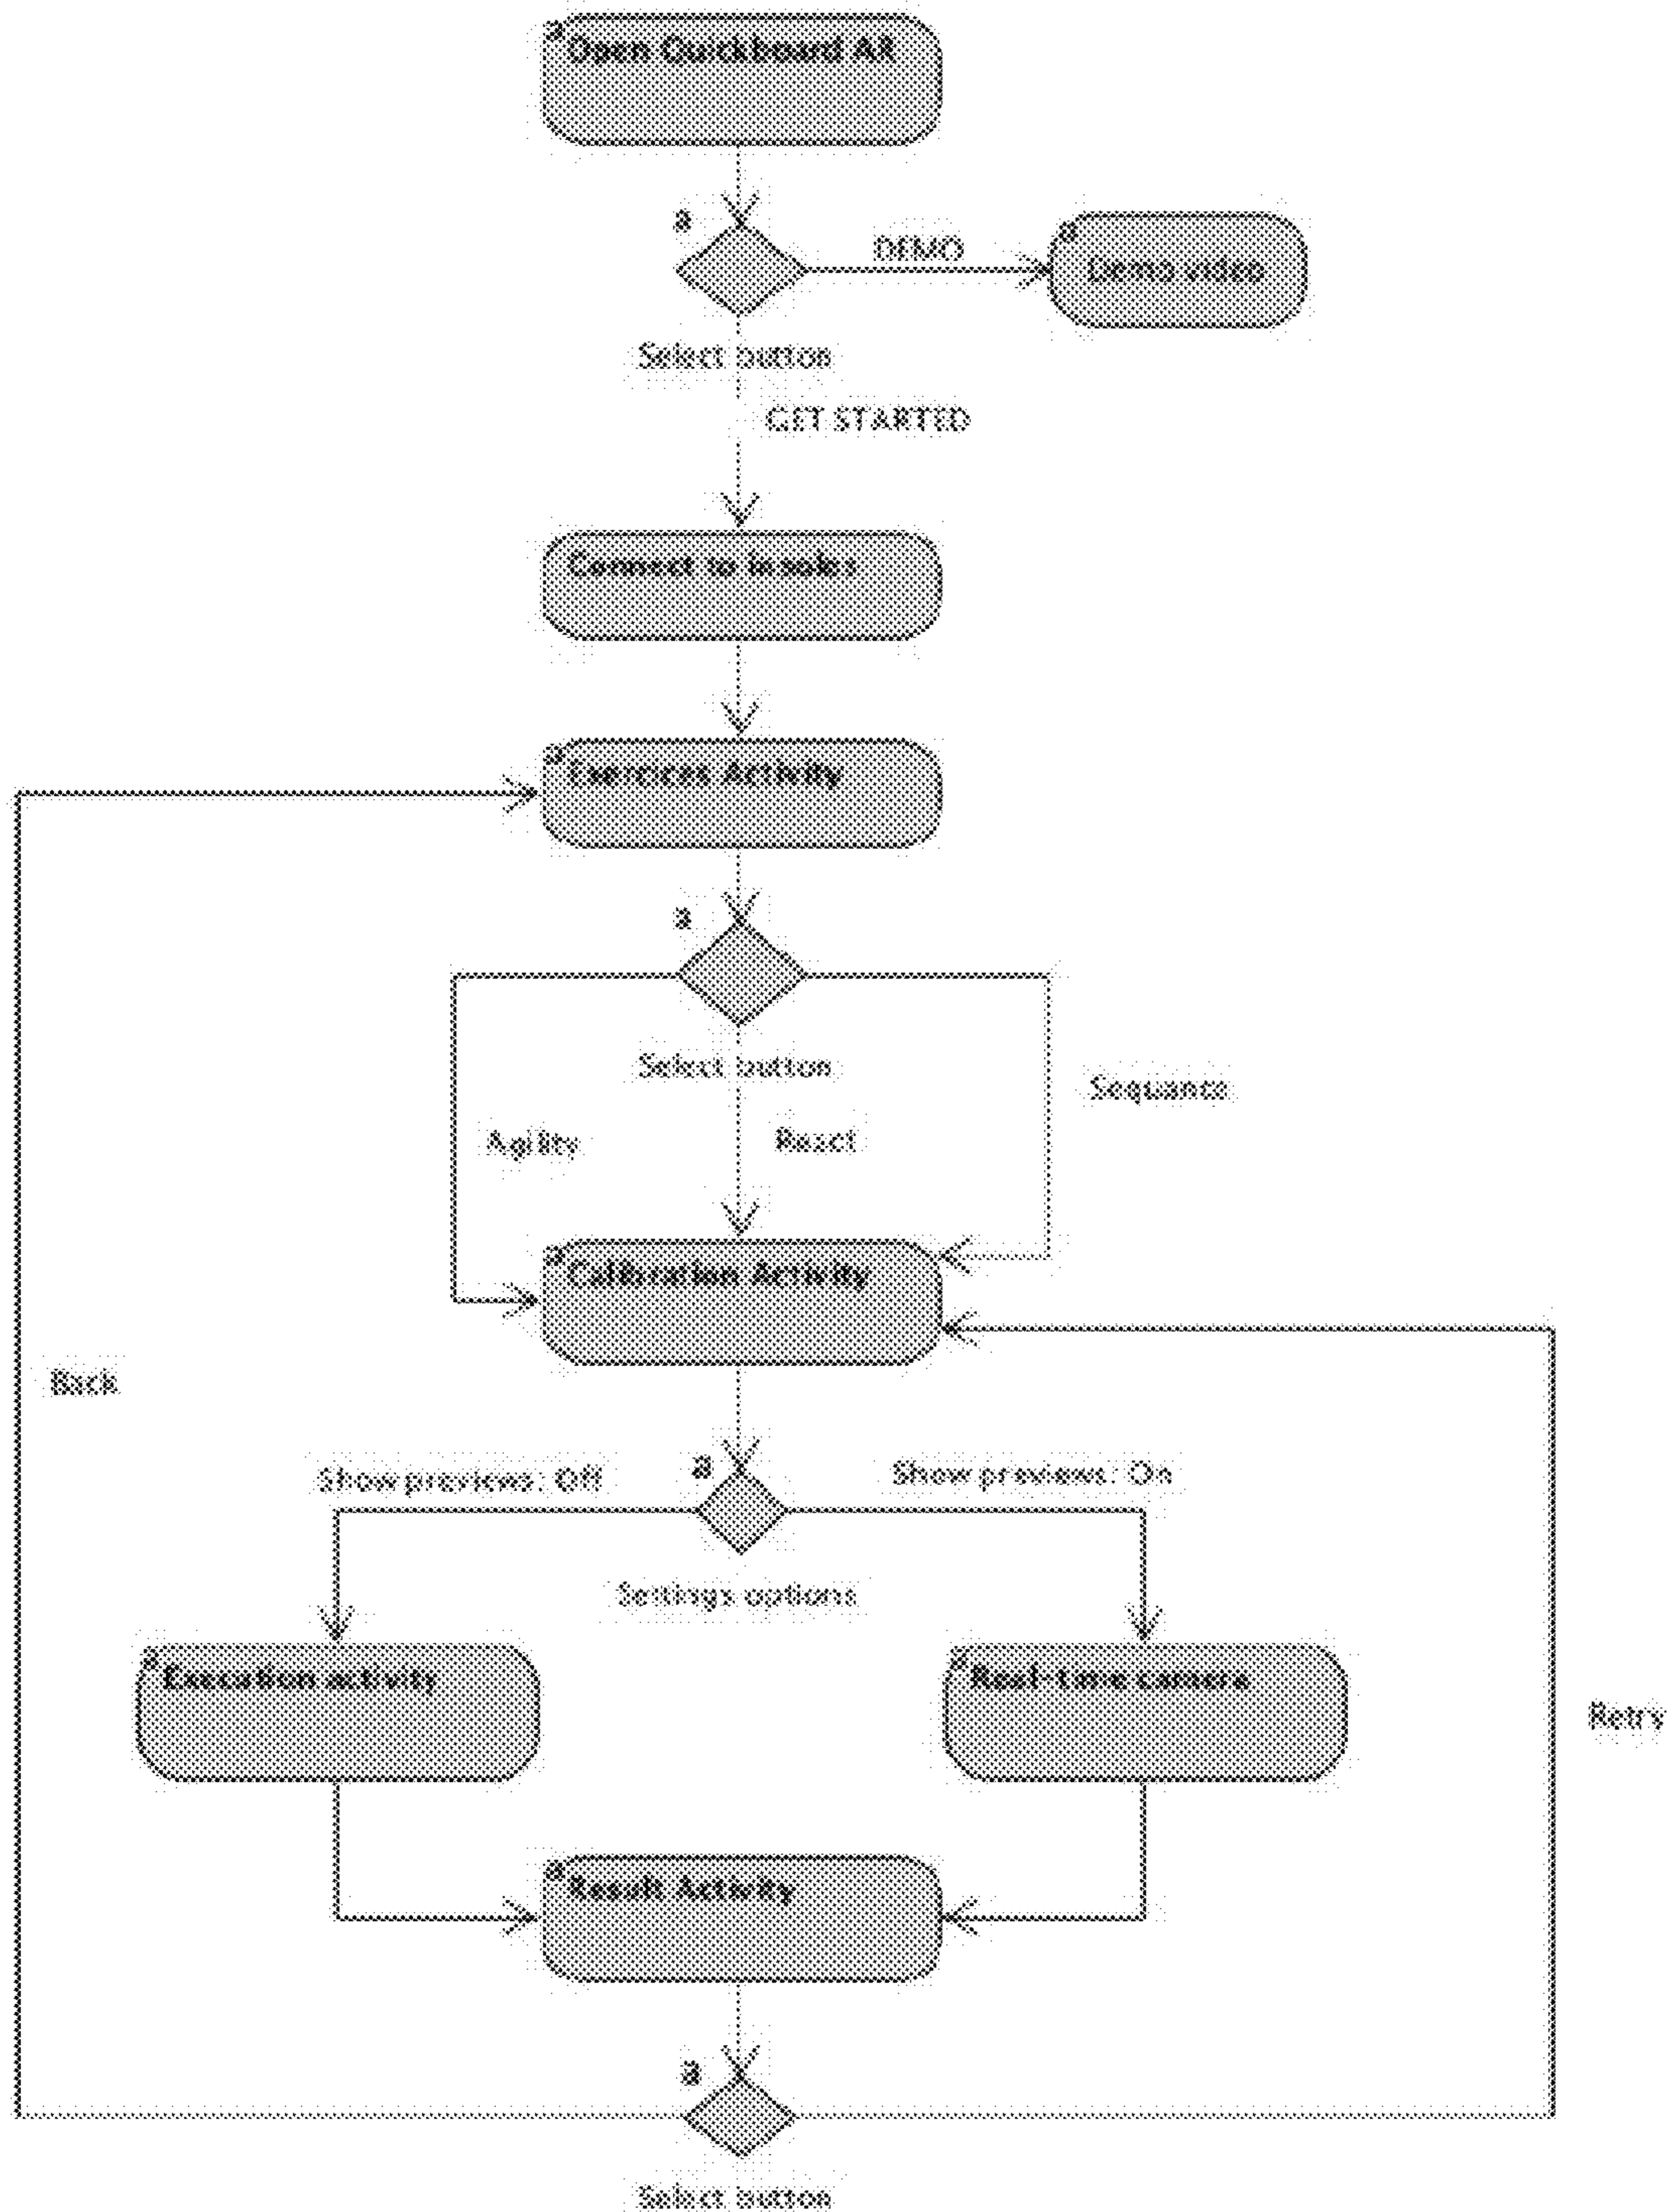 a
Open Quickboard AR
a
DEMO
a
Demo video
Select button
GET STARTED
Connect to insoles
a
Exercices Activity
a
Select button
Sequance
Agility
React
a
Calibration Activity
Back
Show previews: Off
a
Show previews: On
Settings options
a
Execution activity
a
Real-time camera
Retry
a
Result Activity
a
Select button